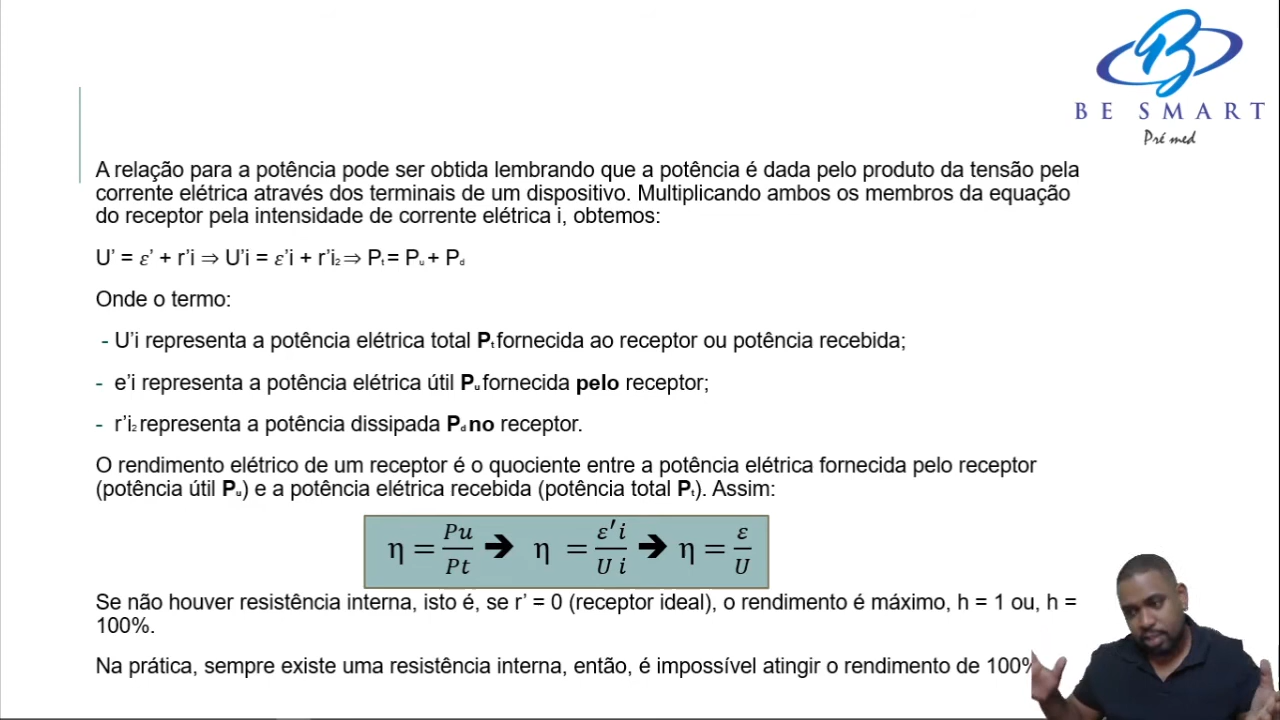 BE SMART
Pré med
A relação para a potência pode ser obtida lembrando que a potência é dada pelo produto da tensão pela
corrente elétrica através dos terminais de um dispositivo. Multiplicando ambos os membros da equação
do receptor pela intensidade de corrente elétrica i, obtemos:
U’ = ε’ + r’i ⇒ U’i = ε’i + r’i₂ ⇒ Pₜ = Pᵤ + P_d
Onde o termo:
- U’i representa a potência elétrica total Pₜ fornecida ao receptor ou potência recebida;
- e’i representa a potência elétrica útil Pᵤ fornecida pelo receptor;
- r’i₂ representa a potência dissipada P_d no receptor.
O rendimento elétrico de um receptor é o quociente entre a potência elétrica fornecida pelo receptor
(potência útil Pᵤ) e a potência elétrica recebida (potência total Pₜ). Assim:
η = Pu/Pt ➔ η = ε′i/U i ➔ η = ε/U
Se não houver resistência interna, isto é, se r’ = 0 (receptor ideal), o rendimento é máximo, h = 1 ou, h =
100%.
Na prática, sempre existe uma resistência interna, então, é impossível atingir o rendimento de 100%